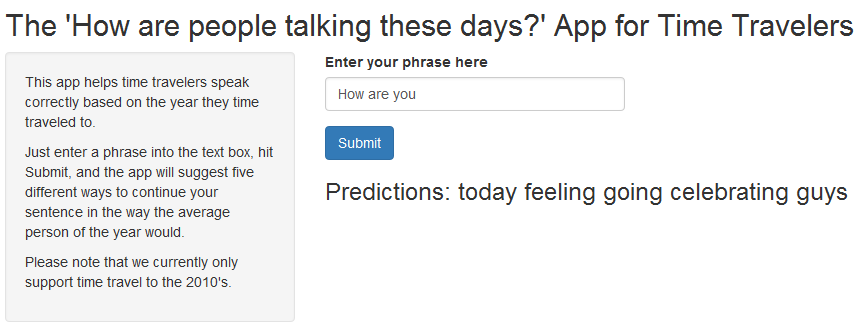 The 'How are people talking these days?' App for Time Travelers
This app helps time travelers speak
correctly based on the year they time
traveled to.
Just enter a phrase into the text box, hit
Submit, and the app will suggest five
different ways to continue your
sentence in the way the average
person of the year would.
Please note that we currently only
support time travel to the 2010's.
Enter your phrase here
How are you
Submit
Predictions: today feeling going celebrating guys